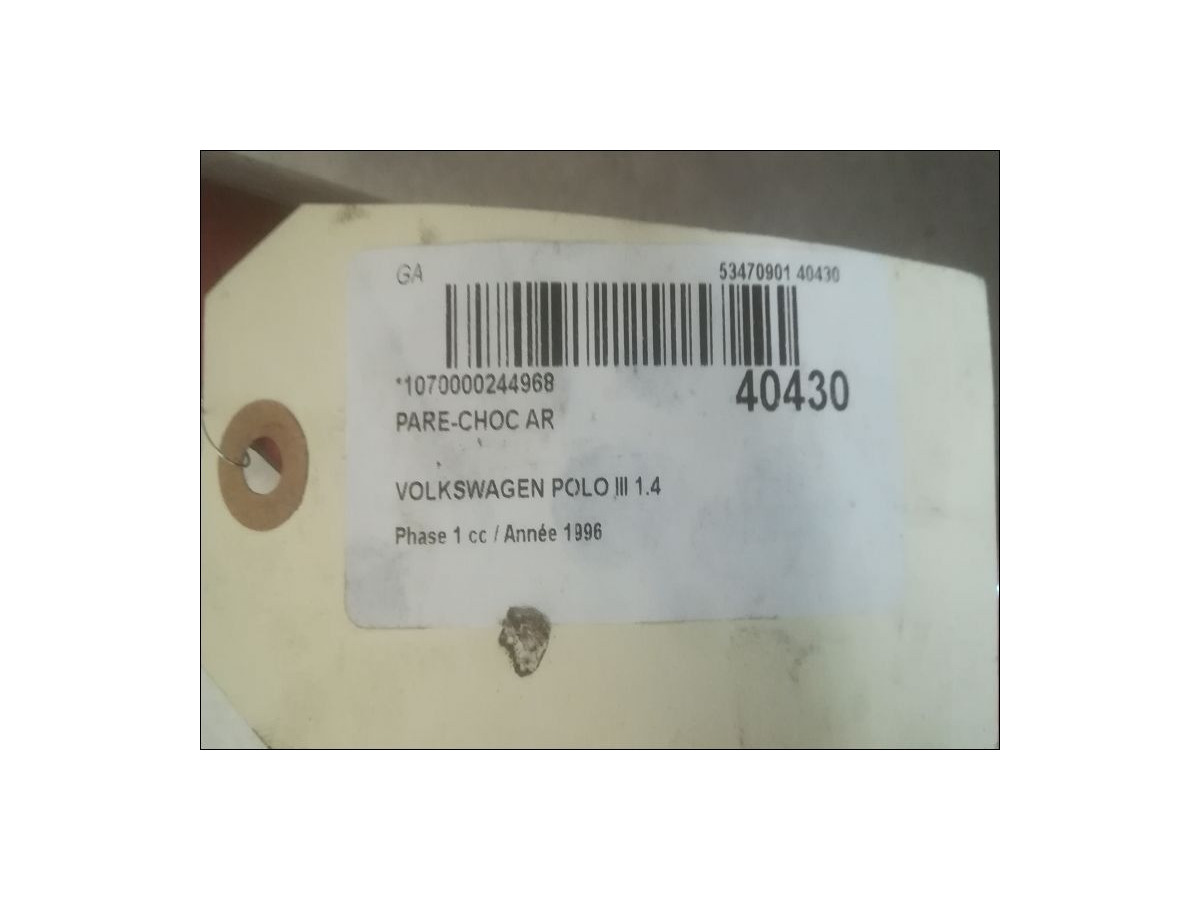 GA 53470901 40430
*1070000244968 40430
PARE-CHOC AR
VOLKSWAGEN POLO III 1.4
Phase 1 cc / Année 1996